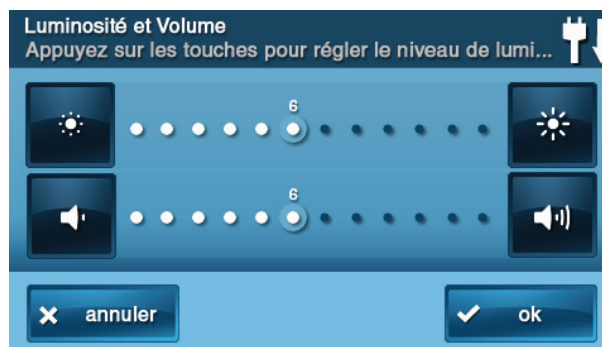 Luminosité et Volume
Appuyez sur les touches pour régler le niveau de lumi...
6
6
annuler
ok